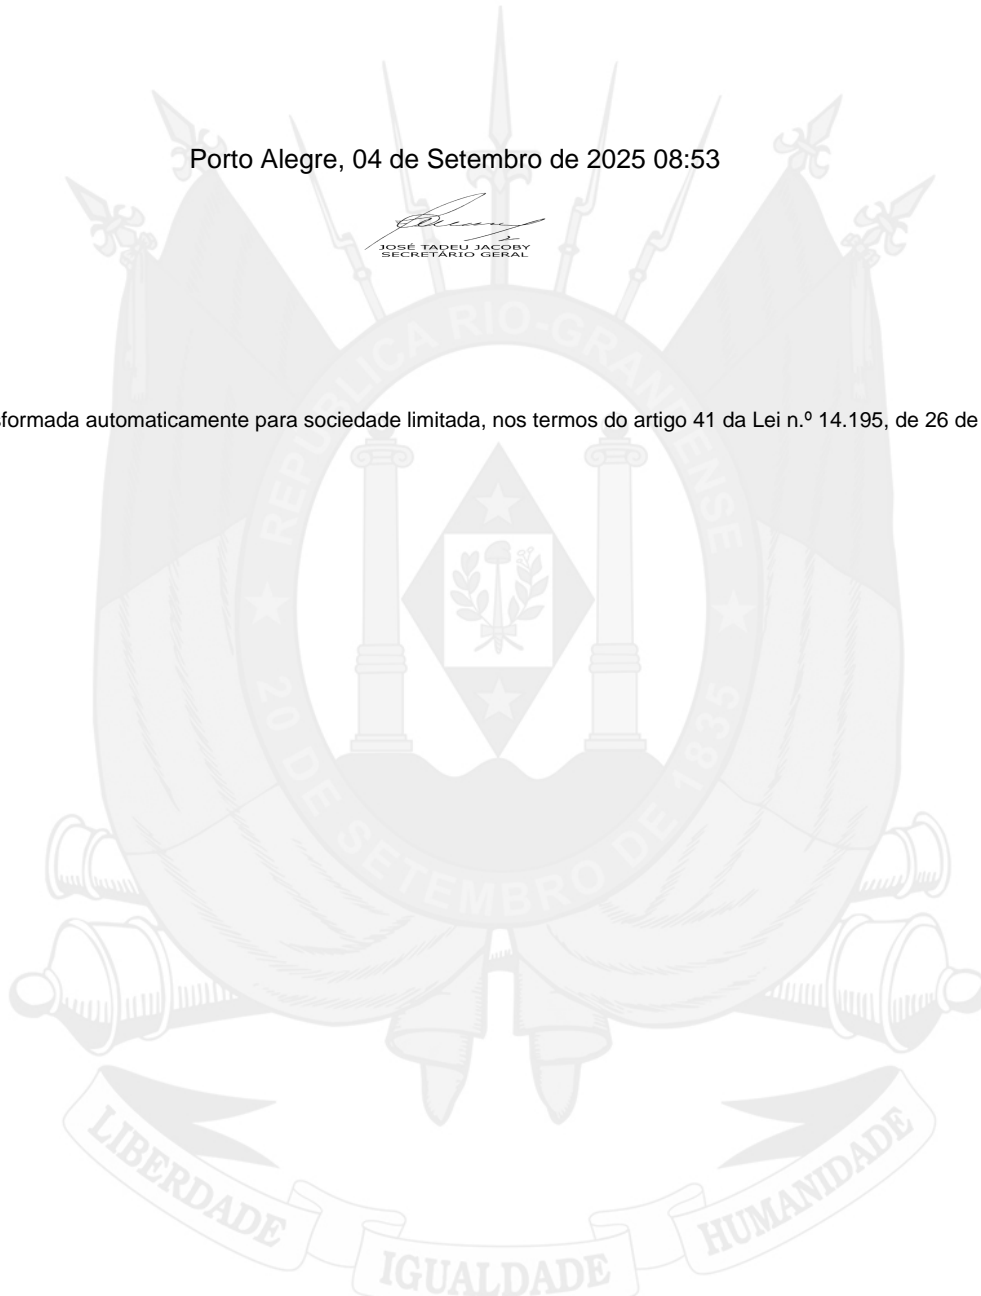 Porto Alegre, 04 de Setembro de 2025 08:53
JOSÉ TADEU JACOBY
SECRETÁRIO GERAL
REPUBLICA RIO-GRANDENSE
formada automaticamente para sociedade limitada, nos termos do artigo 41 da Lei n.º 14.195, de 26 de
20 DE SETEMBRO DE 1835
LIBERDADE
IGUALDADE
HUMANIDADE